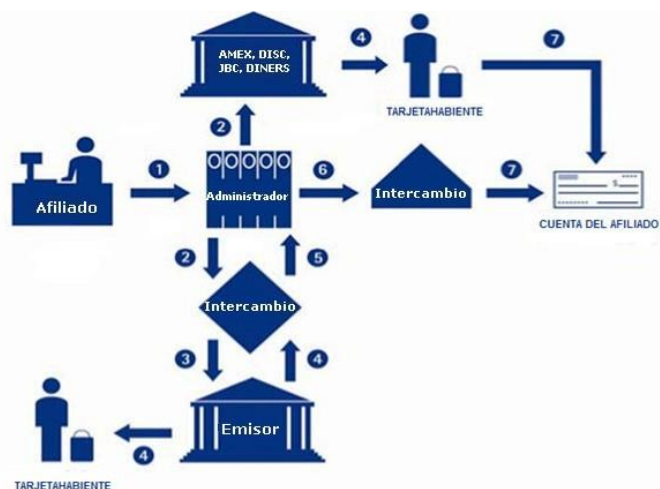 AMEX, DISC,
JBC, DINERS
4
7
TARJETAHABIENTE
2
1
6
7
Afiliado
Administrador
Intercambio
$
CUENTA DEL AFILIADO
2
5
Intercambio
3
4
Emisor
4
TARJETAHABIENTE